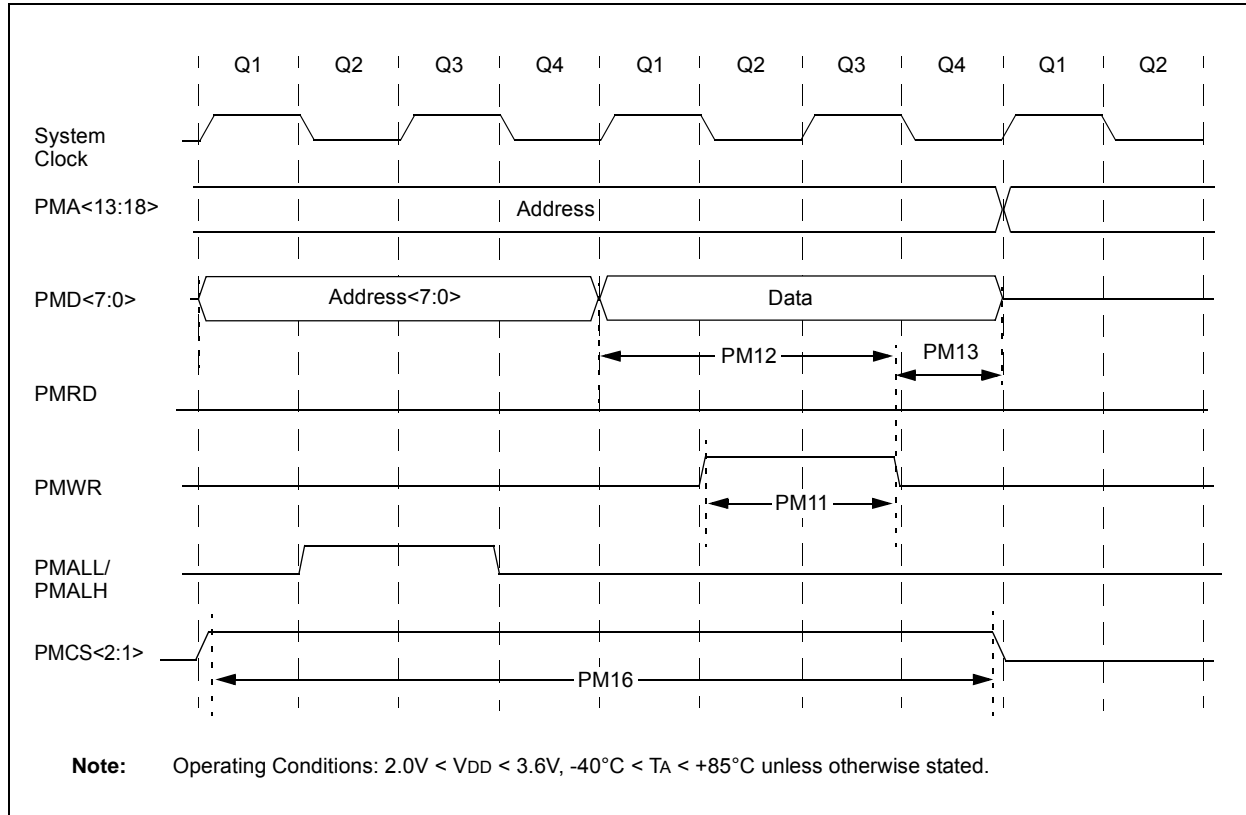 Q1 Q2 Q3 Q4 Q1 Q2 Q3 Q4 Q1 Q2
System
Clock
PMA<13:18>
Address
PMD<7:0>
Address<7:0>
Data
PM12
PM13
PMRD
PMWR
PM11
PMALL/
PMALH
PMCS<2:1>
PM16
Note: Operating Conditions: 2.0V < VDD < 3.6V, -40°C < TA < +85°C unless otherwise stated.